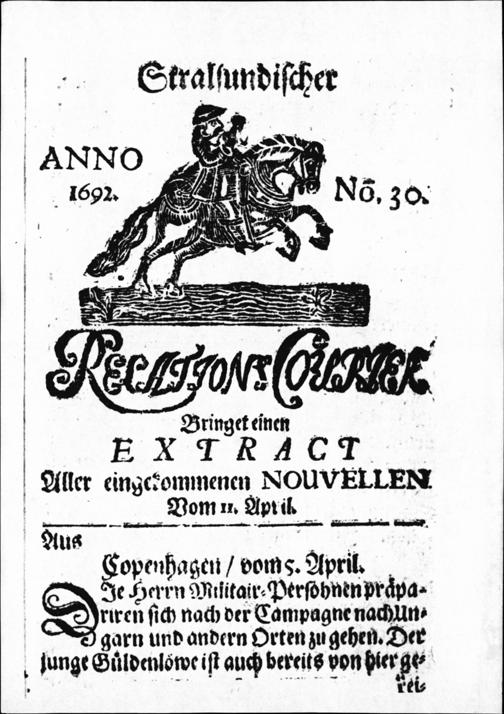 Stralsundischer
ANNO
1692.
No. 30.
RELATIONS COURIER
Bringet einen
EXTRACT
Aller eingekommenen NOUVELLEN
Vom 11. April.
Aus
Copenhagen / vom 5. April.
Die Herrn Militair-Persohnen präpa-
riren sich nach der Campagne nach Un-
garn und andern Orten zu gehen. Der
junge Güldenlöwe ist auch bereits von hier ge-
rei-